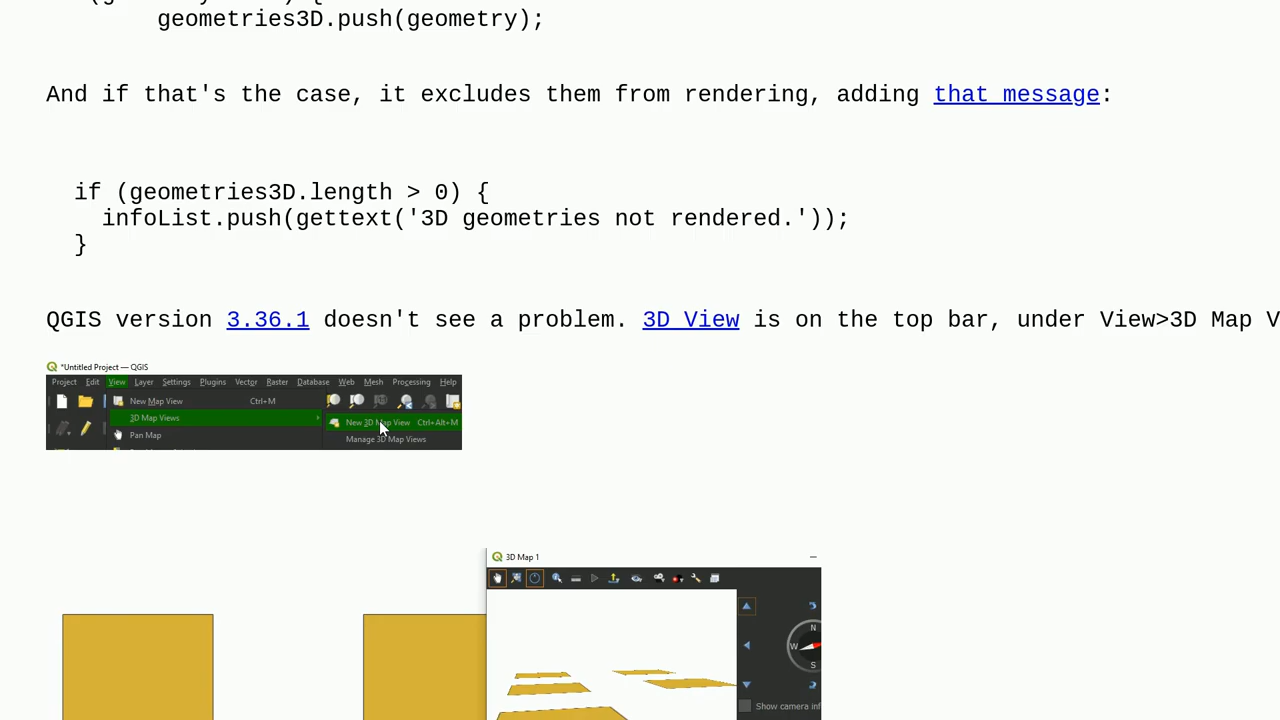 geometries3D.push(geometry);
And if that's the case, it excludes them from rendering, adding that message:
if (geometries3D.length > 0) {
infoList.push(gettext('3D geometries not rendered.'));
}
QGIS version 3.36.1 doesn't see a problem. 3D View is on the top bar, under View>3D Map V
*Untitled Project — QGIS
Project Edit View Layer Settings Plugins Vector Raster Database Web Mesh Processing Help
New Map View Ctrl+M
3D Map Views
New 3D Map View Ctrl+Alt+M
Pan Map
Manage 3D Map Views
3D Map 1
N
W
S
Show camera inf